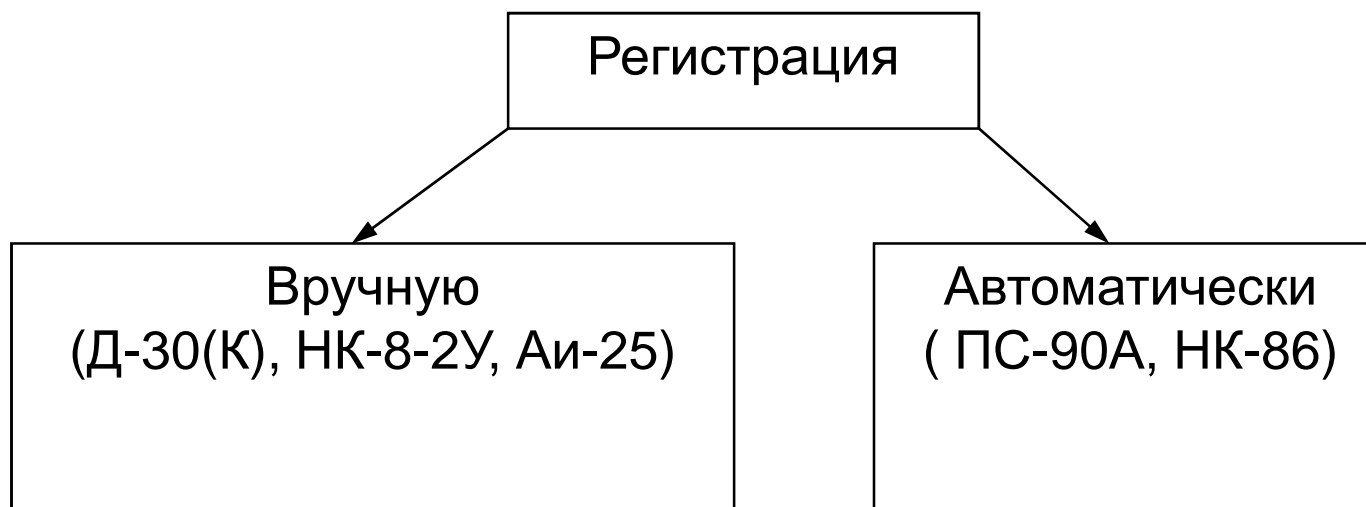 Регистрация
Вручную
(Д-30(К), НК-8-2У, Аи-25)
Автоматически
( ПС-90А, НК-86)